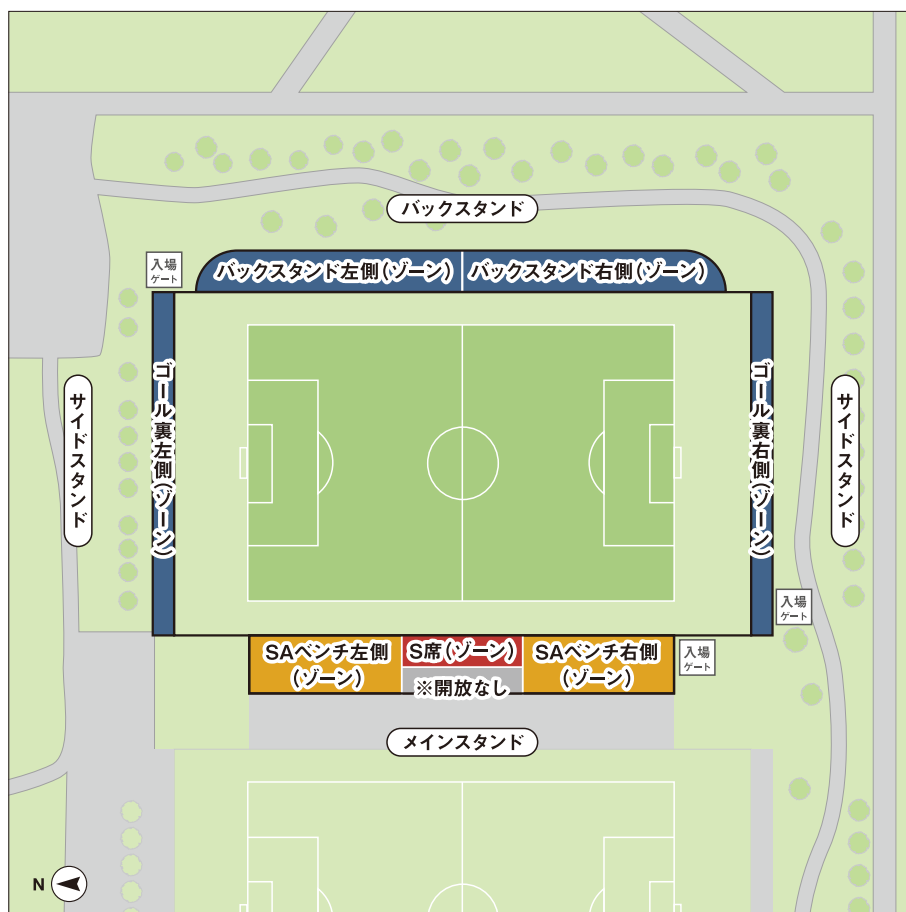 バックスタンド
入場
ゲート
バックスタンド左側(ゾーン)
バックスタンド右側(ゾーン)
サイドスタンド
ゴール裏左側(ゾーン)
ゴール裏右側(ゾーン)
サイドスタンド
入場
ゲート
SAベンチ左側
(ゾーン)
S席(ゾーン)
※開放なし
SAベンチ右側
(ゾーン)
入場
ゲート
メインスタンド
N